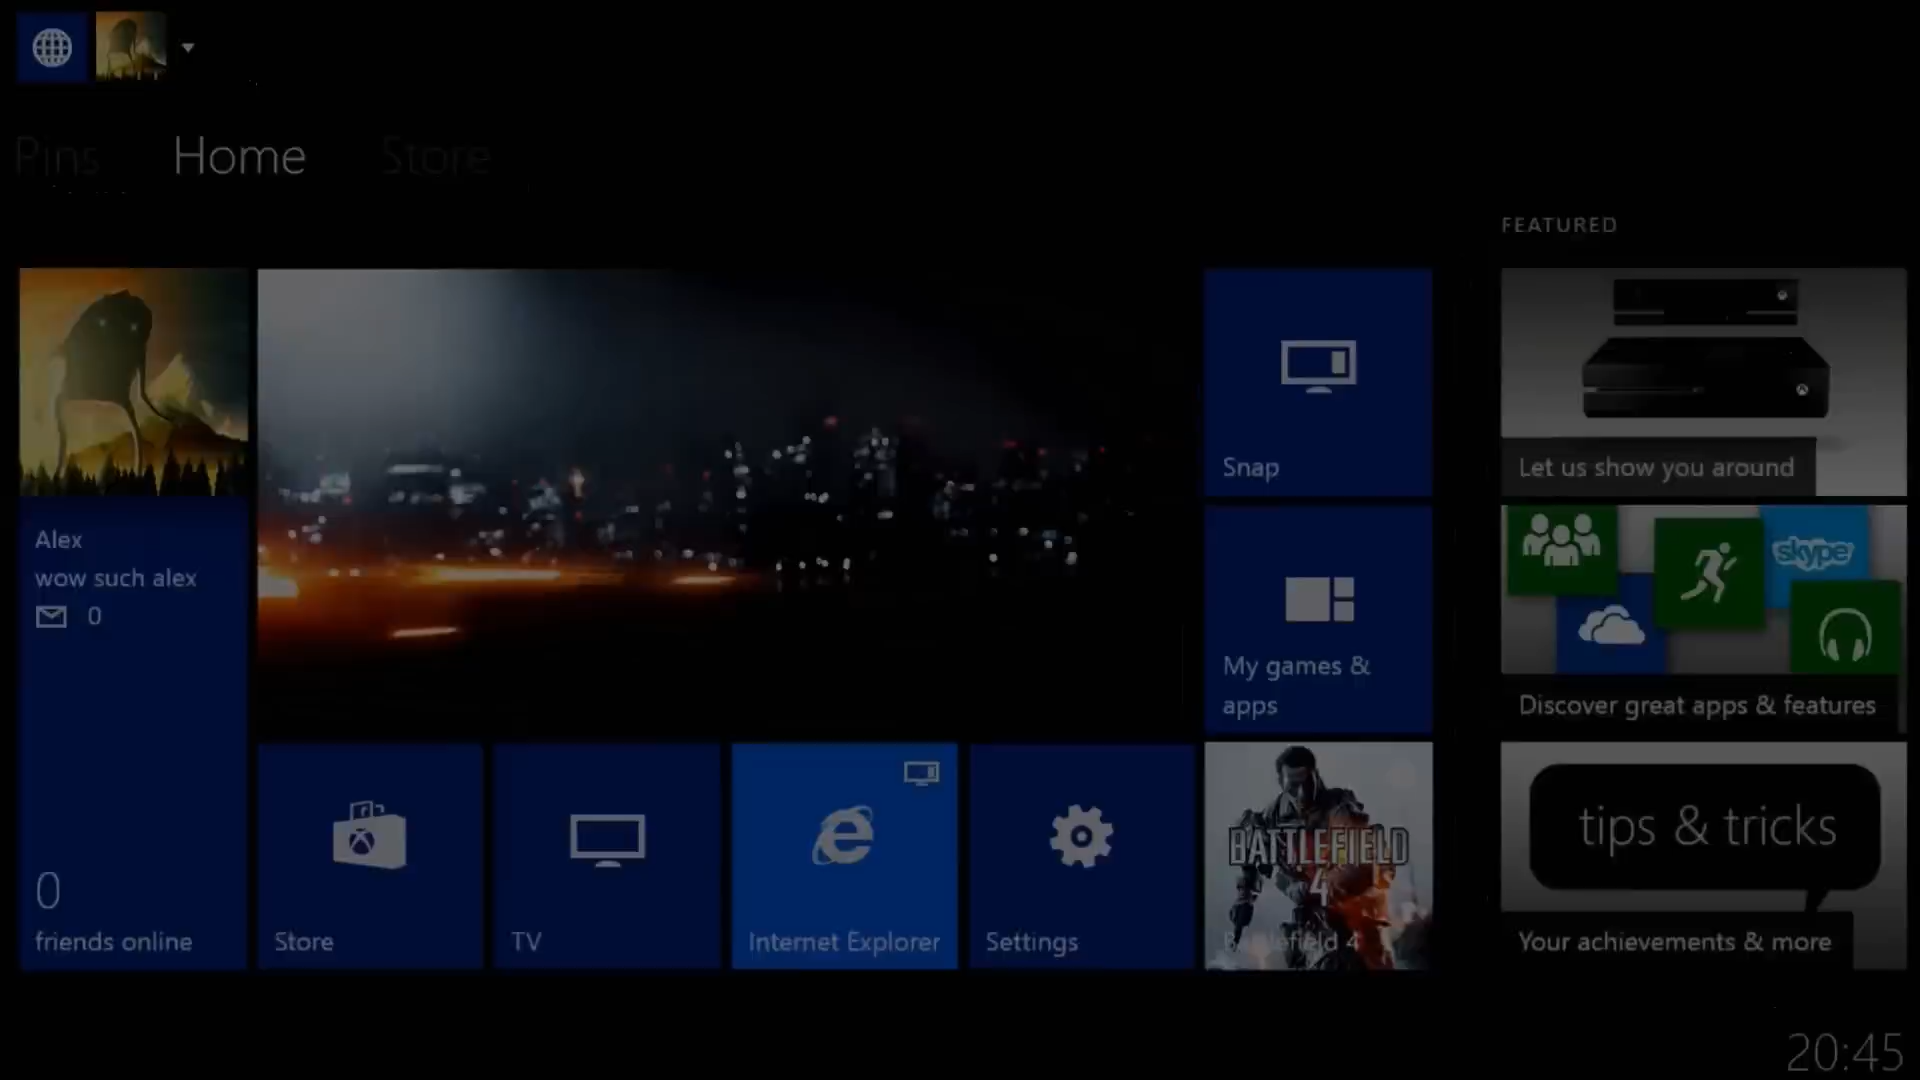 Pins Home Store
FEATURED
Alex
wow such alex
0
0
friends online
Store
TV
Internet Explorer
Settings
Snap
My games &
apps
BATTLEFIELD
4
Battlefield 4
Let us show you around
skype
Discover great apps & features
tips & tricks
Your achievements & more
20:45